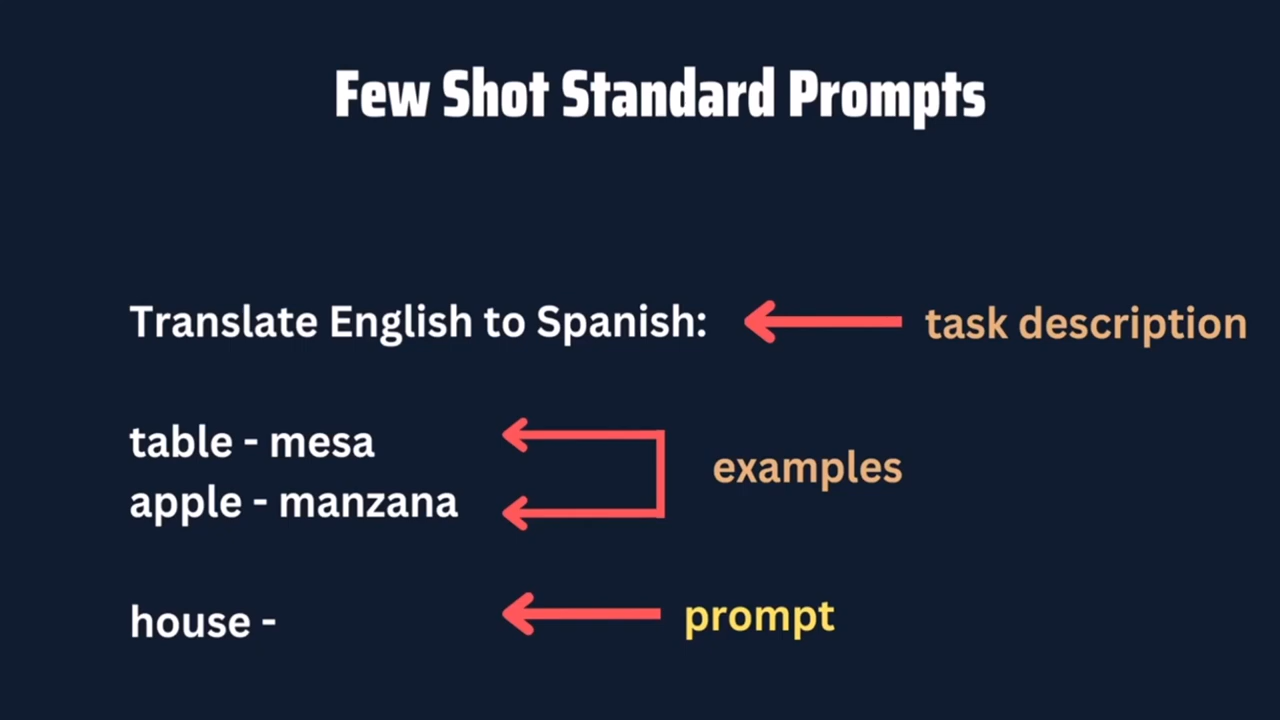 Few Shot Standard Prompts
Translate English to Spanish: task description
table - mesa
examples
apple - manzana
house - prompt